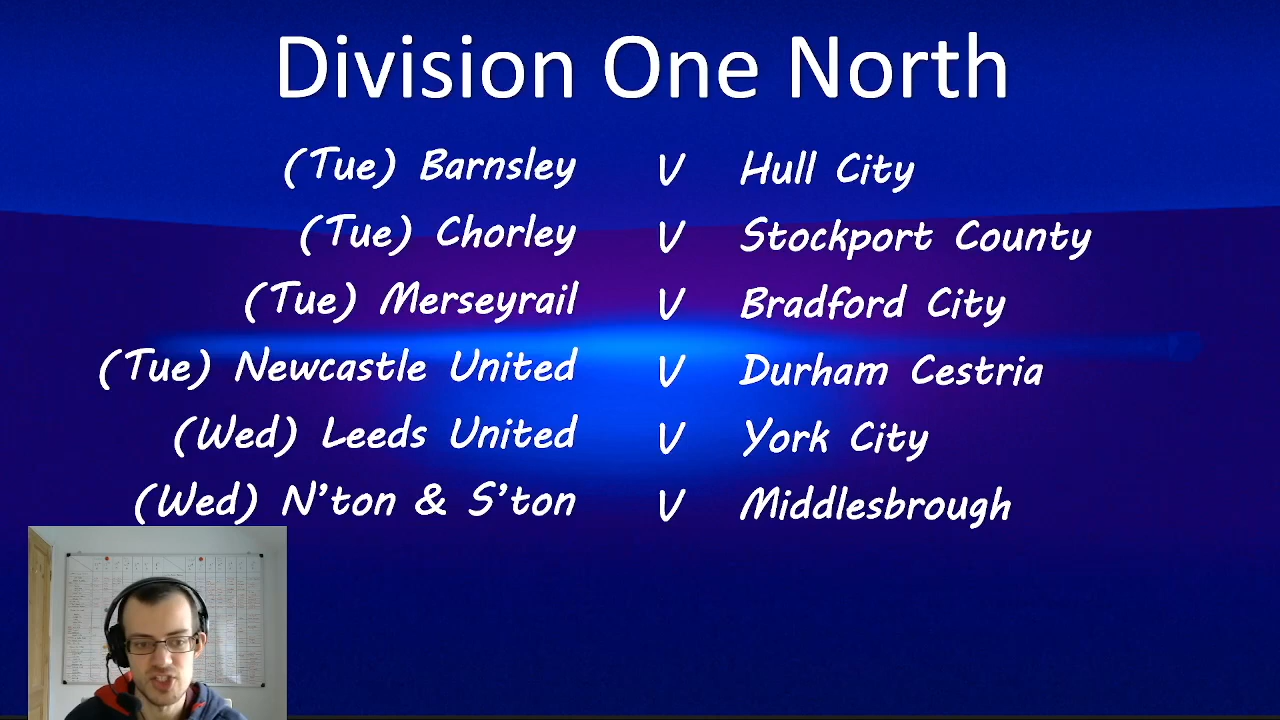 Division One North
(Tue) Barnsley V Hull City
(Tue) Chorley V Stockport County
(Tue) Merseyrail V Bradford City
(Tue) Newcastle United V Durham Cestria
(Wed) Leeds United V York City
(Wed) N'ton & S'ton V Middlesbrough